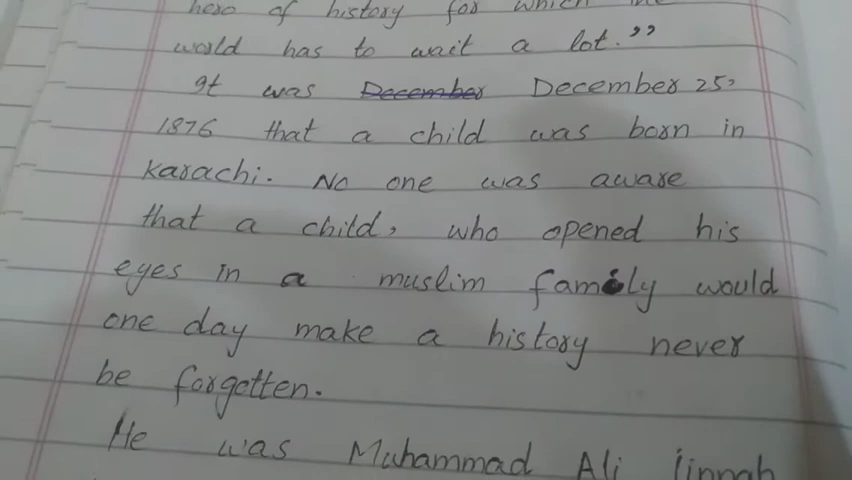 hero of history for which the
world has to wait a lot."
It was December December 25,
1876 that a child was born in
Karachi. No one was aware
that a child, who opened his
eyes in a muslim family would
one day make a history never
be forgotten.
He was Muhammad Ali Jinnah